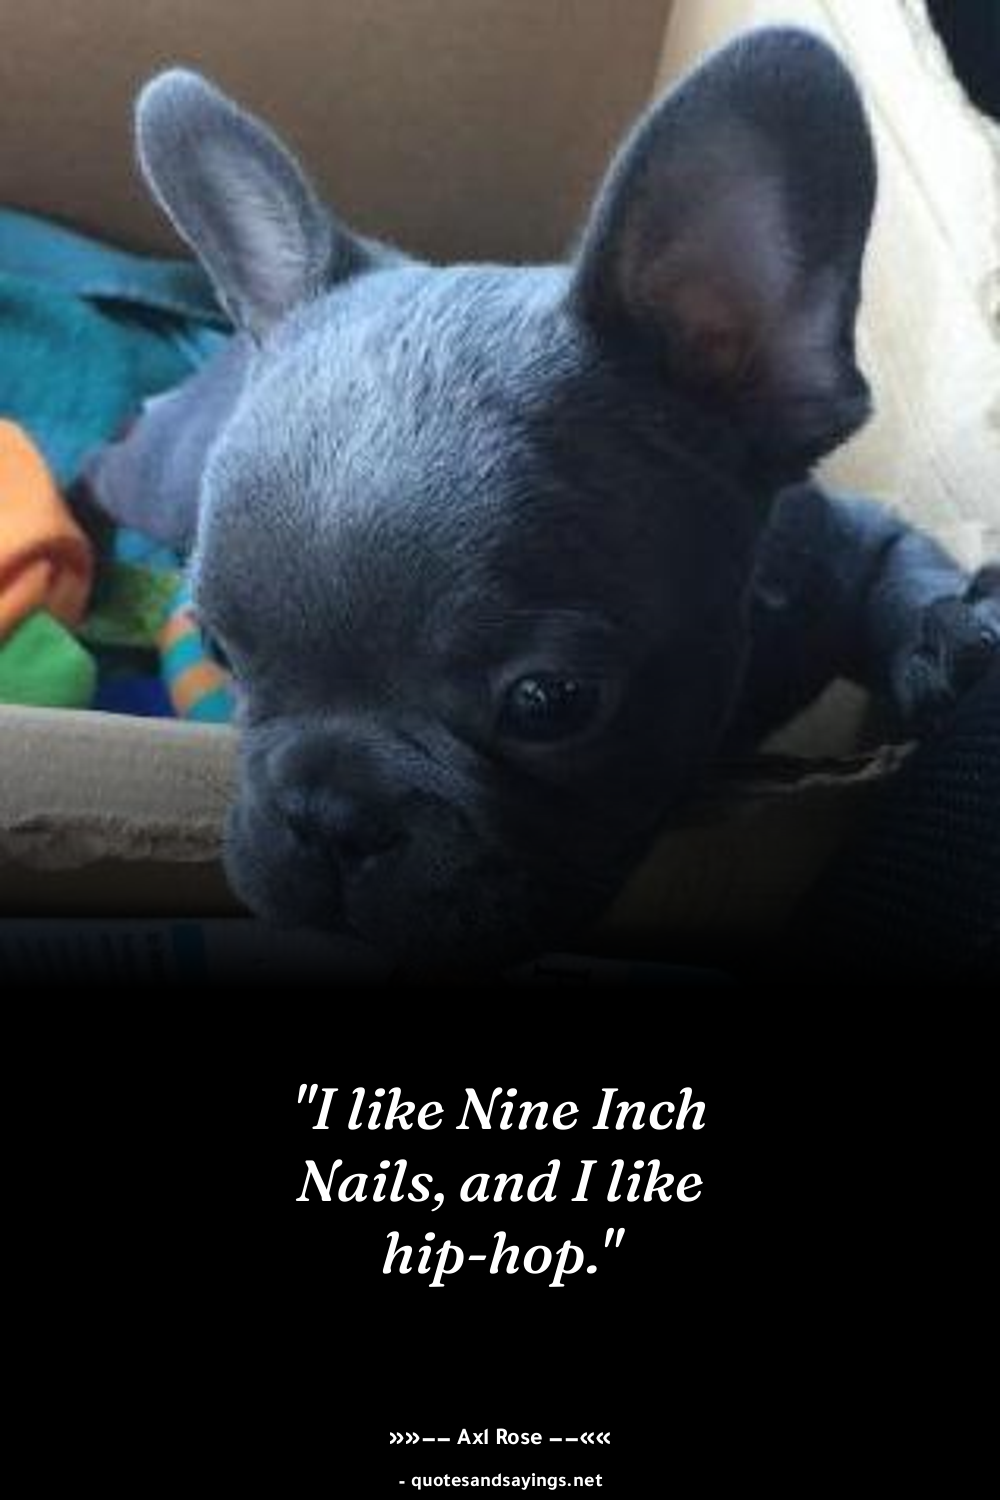 "I like Nine Inch
Nails, and I like
hip-hop."
»»−− Axl Rose −−««
- quotesandsayings.net